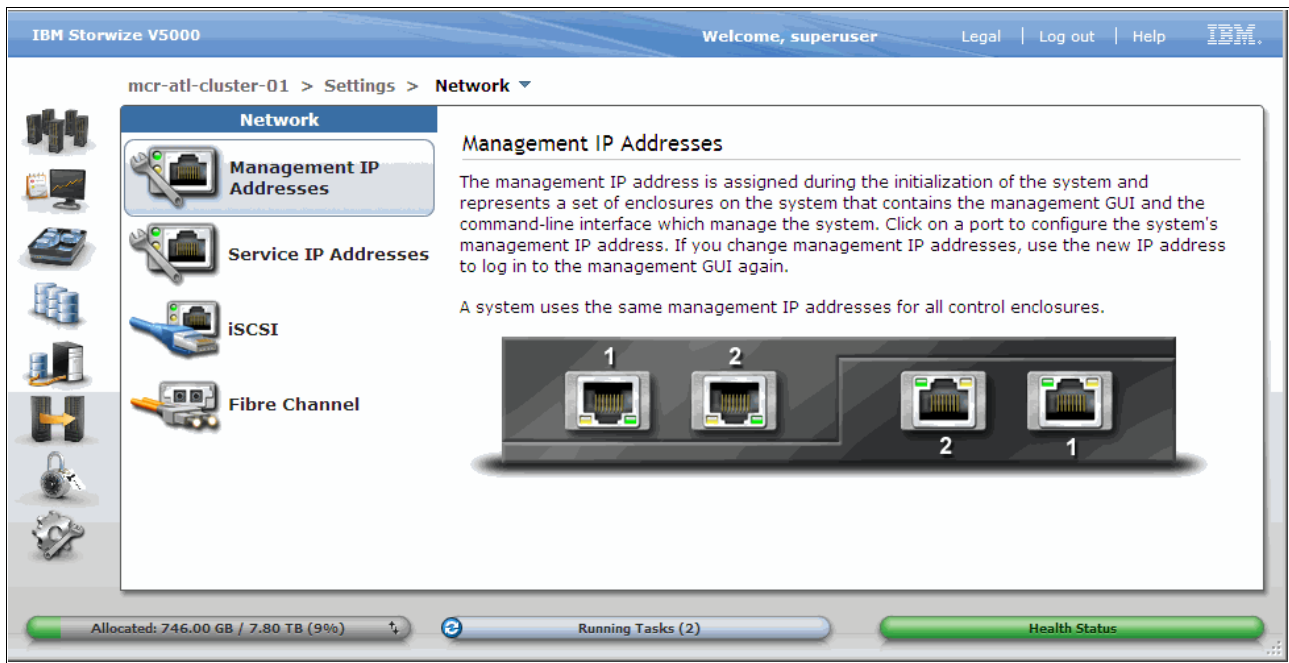 IBM Storwize V5000
Welcome, superuser
Legal | Log out | Help
IBM.
mcr-atl-cluster-01 > Settings > Network
Network
Management IP
Addresses
Service IP Addresses
iSCSI
Fibre Channel
Management IP Addresses
The management IP address is assigned during the initialization of the system and
represents a set of enclosures on the system that contains the management GUI and the
command-line interface which manage the system. Click on a port to configure the system's
management IP address. If you change management IP addresses, use the new IP address
to log in to the management GUI again.
A system uses the same management IP addresses for all control enclosures.
1 2
2 1
Allocated: 746.00 GB / 7.80 TB (9%)
Running Tasks (2)
Health Status